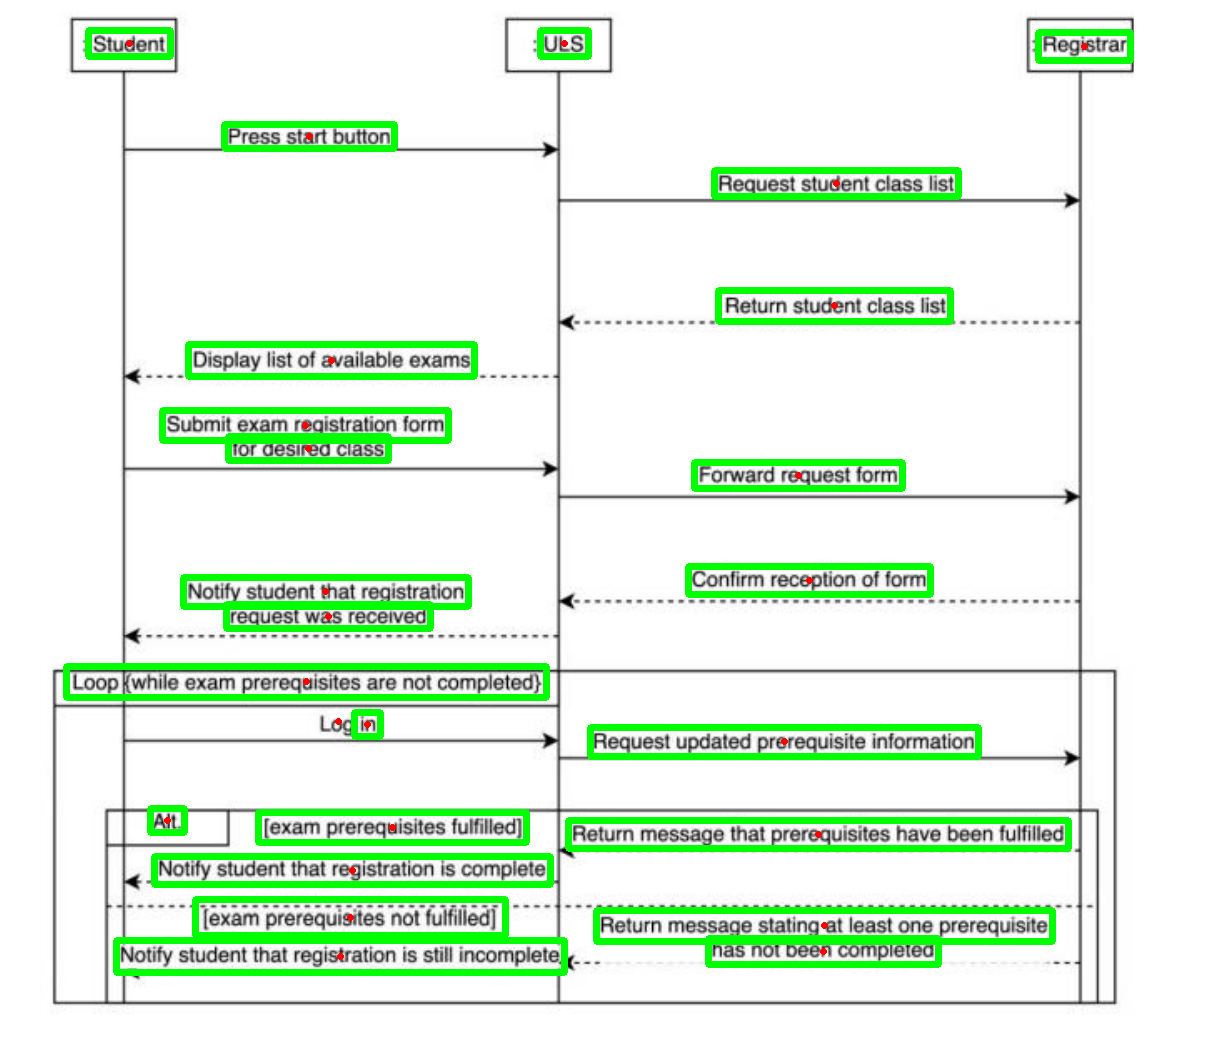 : Student
: ULS
: Registrar
Press start button
Request student class list
Return student class list
Display list of available exams
Submit exam registration form
for desired class
Forward request form
Confirm reception of form
Notify student that registration
request was received
Loop {while exam prerequisites are not completed}
Log in
Request updated prerequisite information
Alt.
[exam prerequisites fulfilled]
Return message that prerequisites have been fulfilled
Notify student that registration is complete
[exam prerequisites not fulfilled]
Return message stating at least one prerequisite
has not been completed
Notify student that registration is still incomplete